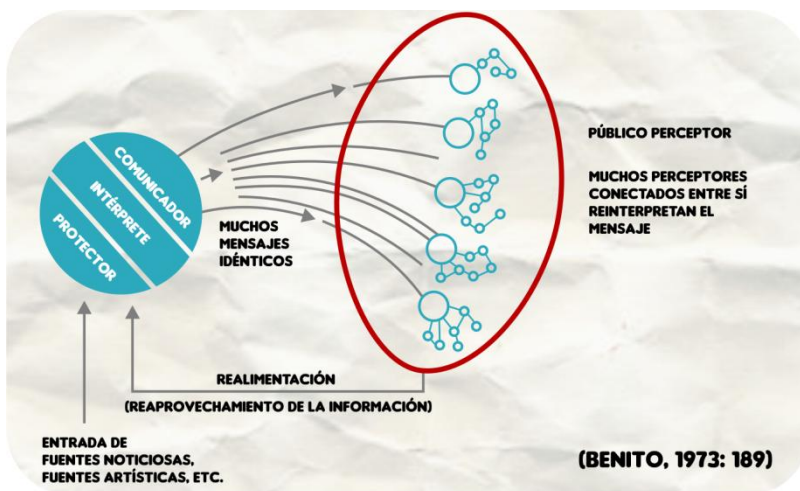 COMUNICADOR
INTÉRPRETE
PROTECTOR
MUCHOS
MENSAJES
IDÉNTICOS
PÚBLICO PERCEPTOR
MUCHOS PERCEPTORES
CONECTADOS ENTRE SÍ
REINTERPRETAN EL
MENSAJE
REALIMENTACIÓN
(REAPROVECHAMIENTO DE LA INFORMACIÓN)
ENTRADA DE
FUENTES NOTICIOSAS,
FUENTES ARTÍSTICAS, ETC.
(BENITO, 1973: 189)